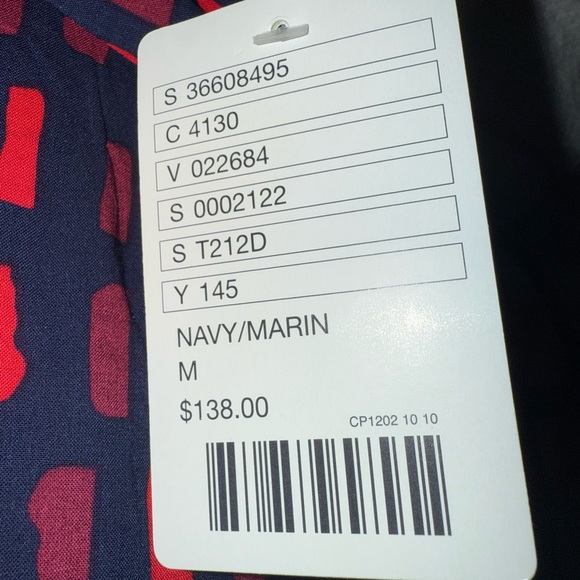 S 36608495
C 4130
V 022684
S 0002122
S T212D
Y 145
NAVY/MARIN
M
$138.00
CP1202 10 10